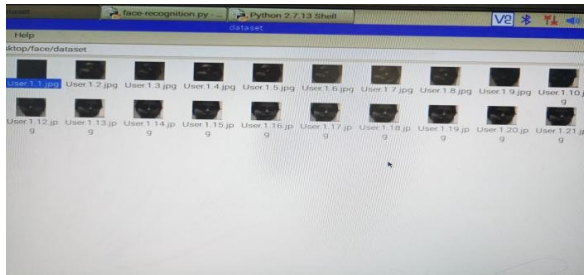 face-recognition.py - ... Python 2.7.13 Shell
dataset
Help
ktop/face/dataset
User.1.1.jpg User.1.2.jpg User.1.3.jpg User.1.4.jpg User.1.5.jpg User.1.6.jpg User.1.7.jpg User.1.8.jpg User.1.9.jpg User.1.10.j
g
User.1.12.jp User.1.13.jp User.1.14.jp User.1.15.jp User.1.16.jp User.1.17.jp User.1.18.jp User.1.19.jp User.1.20.jp User.1.21.j
g g g g g g g g g g